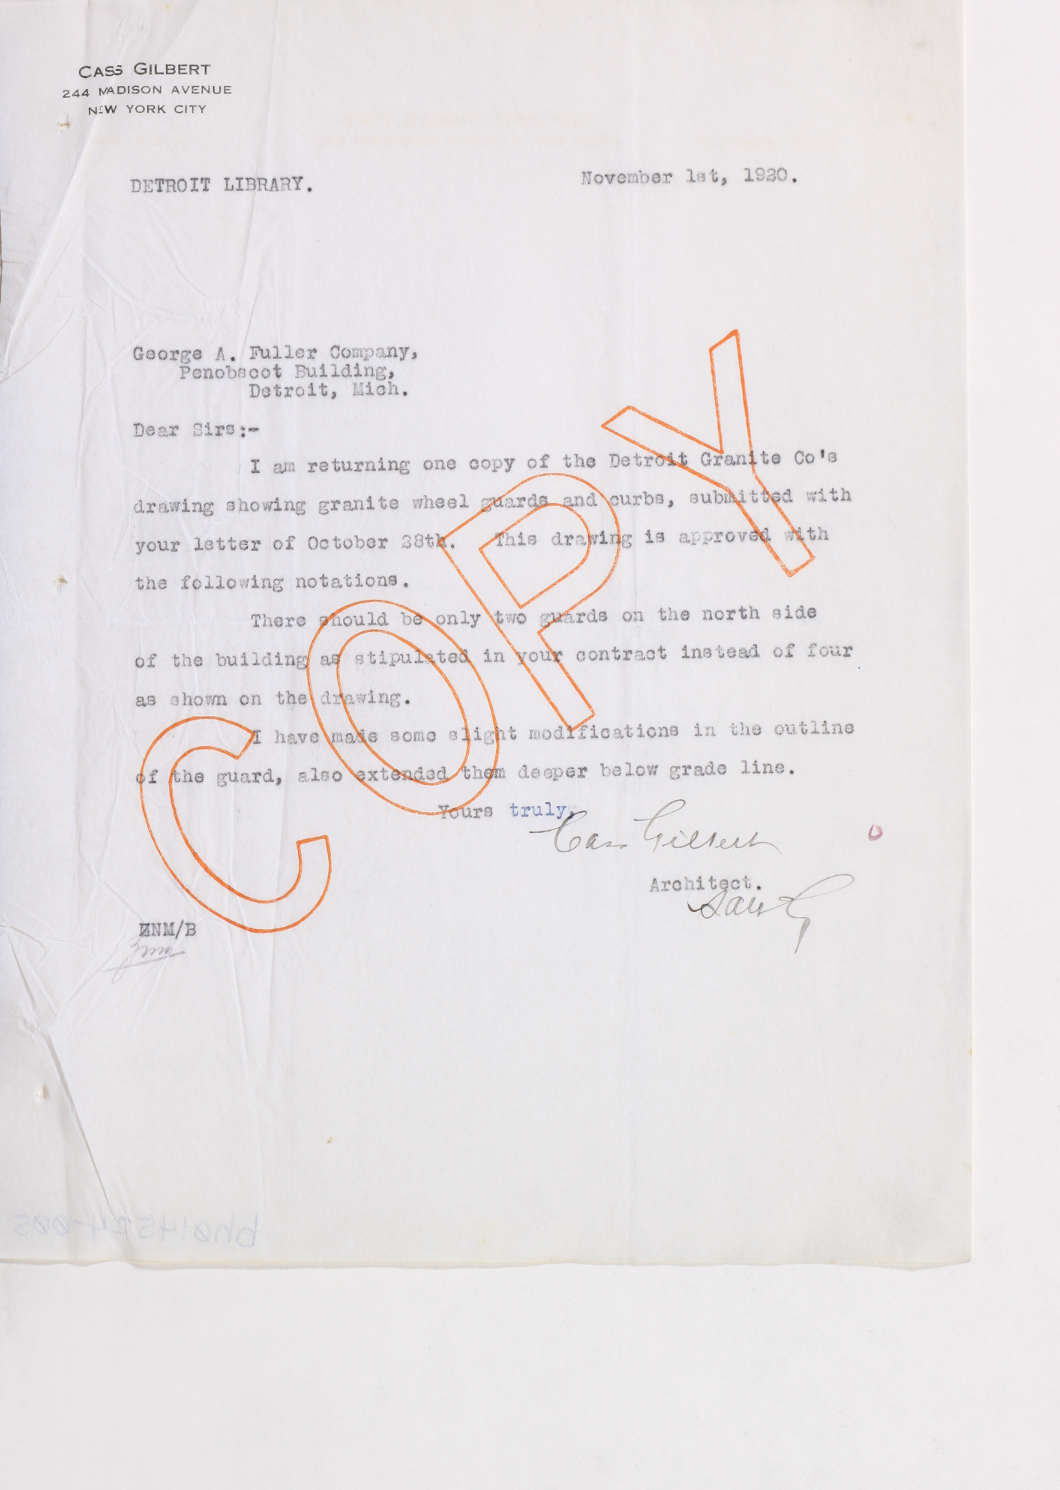 CASS GILBERT
244 MADISON AVENUE
NEW YORK CITY
DETROIT LIBRARY.
November 1st, 1920.
George A. Fuller Company,
Penobscot Building,
Detroit, Mich.
Dear Sirs:-
I am returning one copy of the Detroit Granite Co's
drawing showing granite wheel guards and curbs, submitted with
your letter of October 28th. This drawing is approved with
the following notations.
There should be only two guards on the north side
of the building as stipulated in your contract instead of four
as shown on the drawing.
I have made some slight modifications in the outline
of the guard, also extended them deeper below grade line.
Yours truly,
Cass Gilbert
Architect.
NM/B
COPY